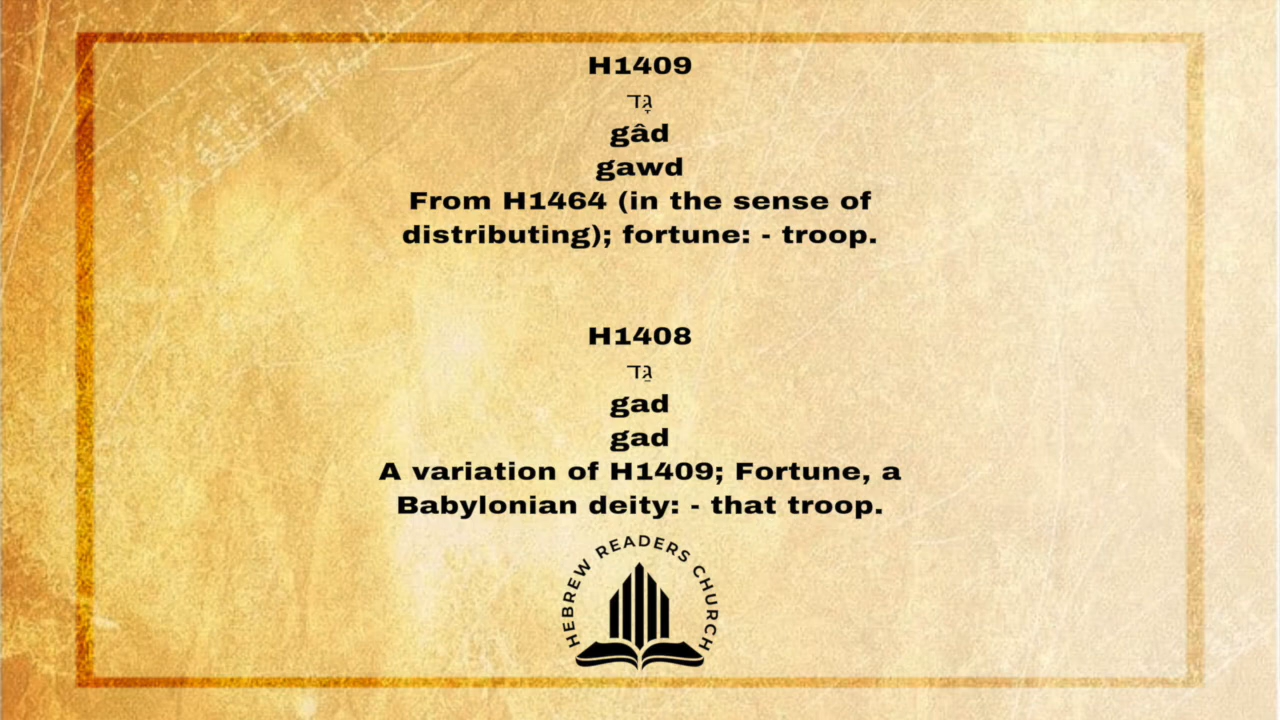 H1409
גָּד
gâd
gawd
From H1464 (in the sense of
distributing); fortune: - troop.
H1408
גַּד
gad
gad
A variation of H1409; Fortune, a
Babylonian deity: - that troop.
HEBREW READERS CHURCH